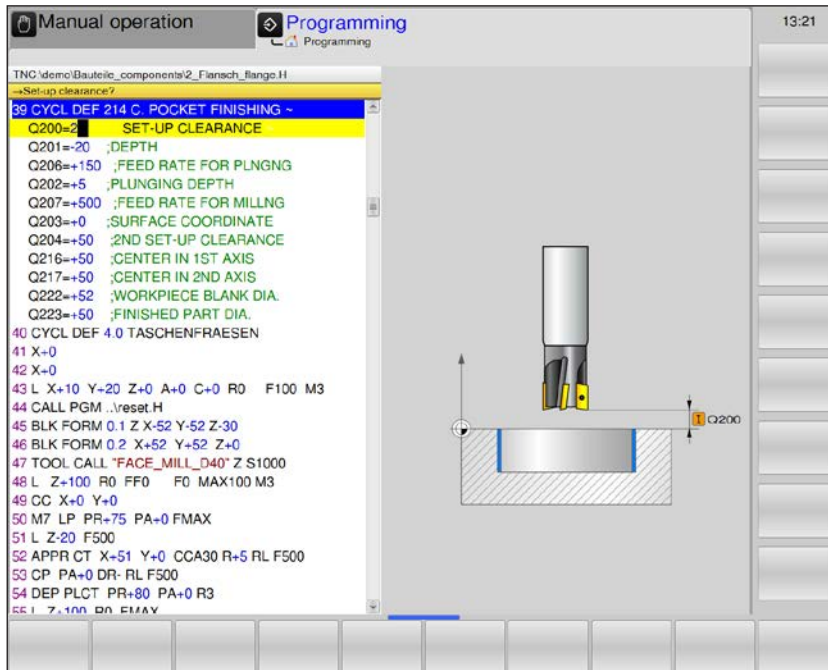 Manual operation
Programming
Programming
13:21
TNC:\demo\Bauteile_components\2_Flansch_flange.H
→Set-up clearance?
39 CYCL DEF 214 C. POCKET FINISHING ~
Q200=2 SET-UP CLEARANCE
Q201=-20 ;DEPTH
Q206=+150 ;FEED RATE FOR PLNGNG
Q202=+5 ;PLUNGING DEPTH
Q207=+500 ;FEED RATE FOR MILLNG
Q203=+0 ;SURFACE COORDINATE
Q204=+50 ;2ND SET-UP CLEARANCE
Q216=+50 ;CENTER IN 1ST AXIS
Q217=+50 ;CENTER IN 2ND AXIS
Q222=+52 ;WORKPIECE BLANK DIA.
Q223=+50 ;FINISHED PART DIA.
40 CYCL DEF 4.0 TASCHENFRAESEN
41 X+0
42 X+0
43 L X+10 Y+20 Z+0 A+0 C+0 R0 F100 M3
44 CALL PGM ..\reset.H
45 BLK FORM 0.1 Z X-52 Y-52 Z-30
46 BLK FORM 0.2 X+52 Y+52 Z+0
47 TOOL CALL "FACE_MILL_D40" Z S1000
48 L Z+100 R0 FF0 F0 MAX100 M3
49 CC X+0 Y+0
50 M7 LP PR+75 PA+0 FMAX
51 L Z-20 F500
52 APPR CT X+51 Y+0 CCA30 R+5 RL F500
53 CP PA+0 DR- RL F500
54 DEP PLCT PR+80 PA+0 R3
55 L Z+100 R0 FMAX
I Q200